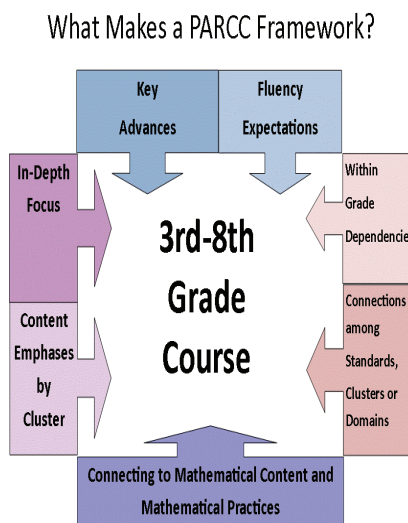 What Makes a PARCC Framework?
Key
Advances
Fluency
Expectations
In-Depth
Focus
Within
Grade
Dependencie
3rd-8th
Grade
Course
Content
Emphases
by
Cluster
Connections
among
Standards,
Clusters or
Domains
Connecting to Mathematical Content and
Mathematical Practices